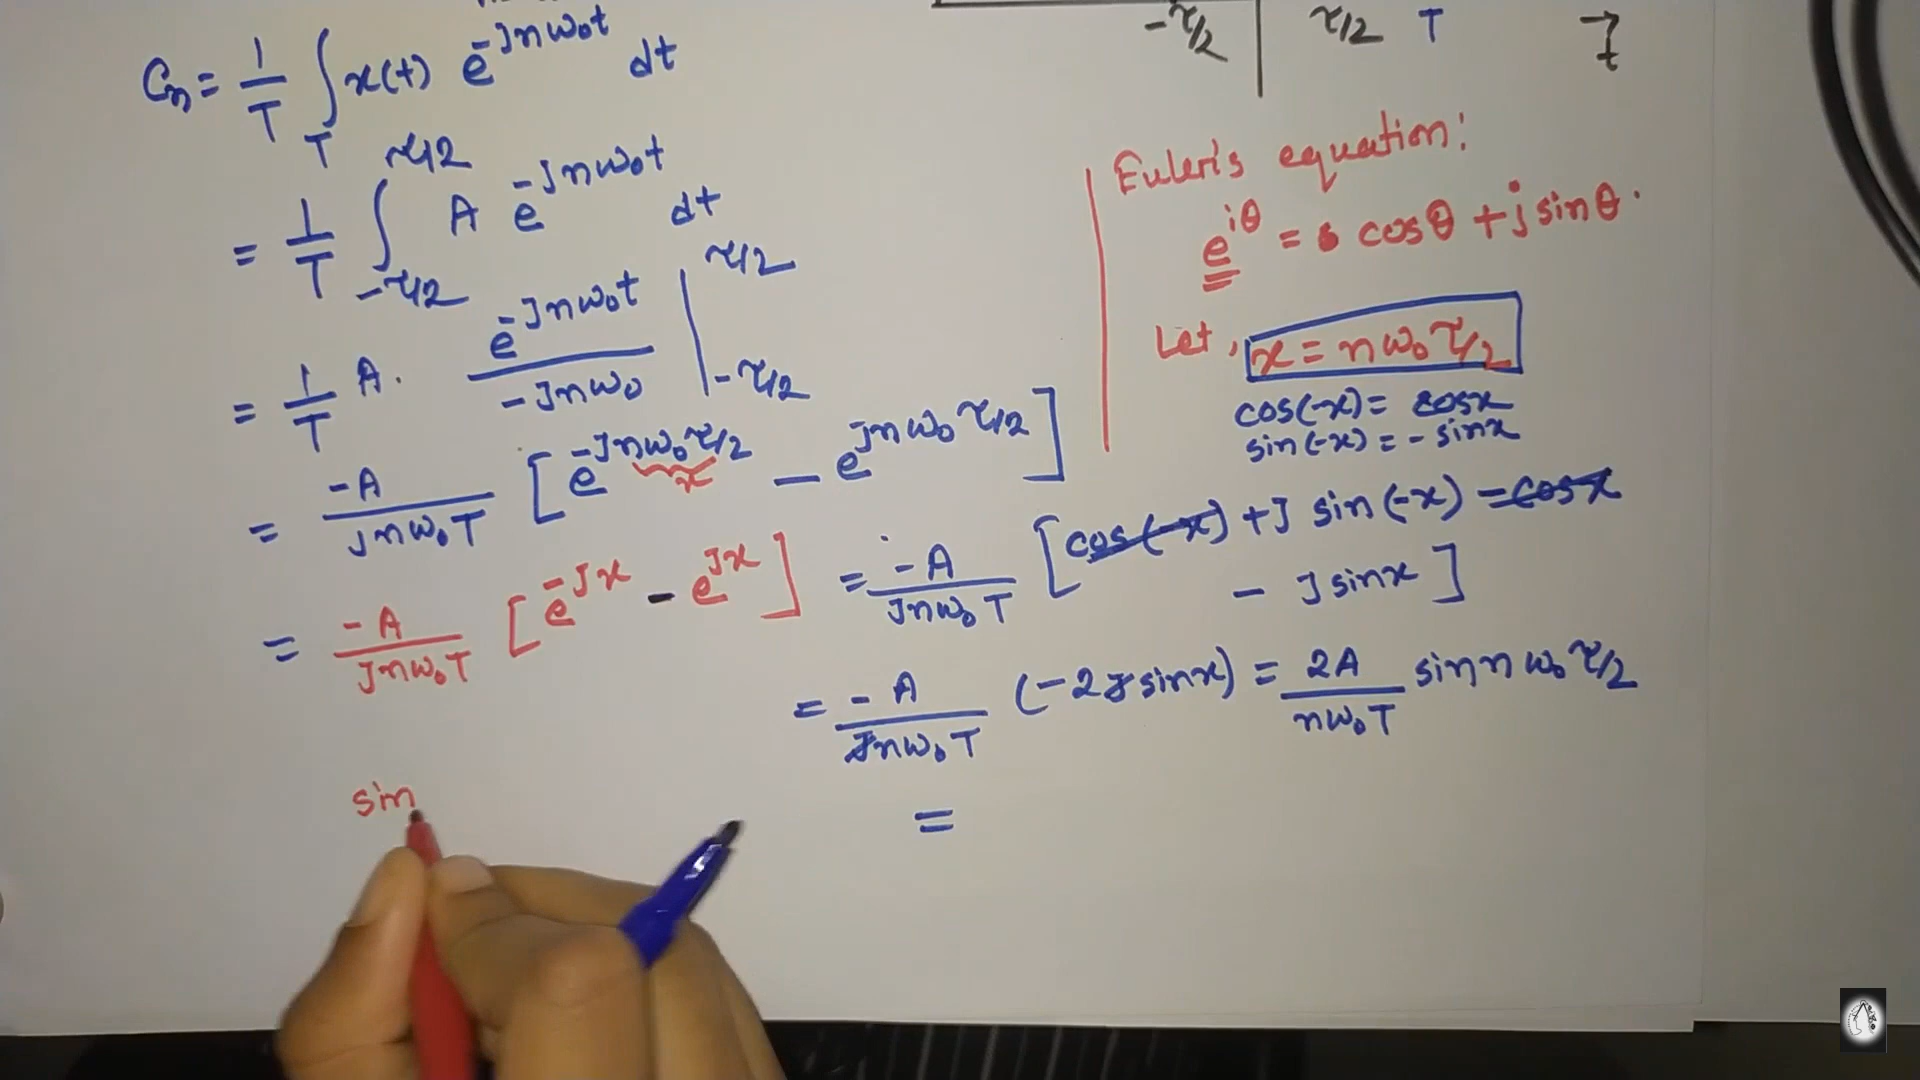 Cn = 1/T ∫T x(t) e^-Jnω₀t dt
= 1/T ∫-τ/2^τ/2 A e^-Jnω₀t dt
= 1/T A. e^-Jnω₀t / -Jnω₀ |-τ/2^τ/2
= -A/Jnω₀T [e^-Jnω₀τ/2 - e^Jnω₀τ/2]
x
= -A/Jnω₀T [e^-Jx - e^Jx]
-τ/2 τ/2 T → t
Euler's equation:
e^iθ = cosθ + j sinθ.
Let, x = nω₀τ/2
cos(-x) = cosx
sin(-x) = - sinx
= -A/Jnω₀T [cos(-x) + J sin(-x) - cosx
- J sinx]
= -A/Jnω₀T (-2J sinx) = 2A/nω₀T sin nω₀τ/2
=
sin